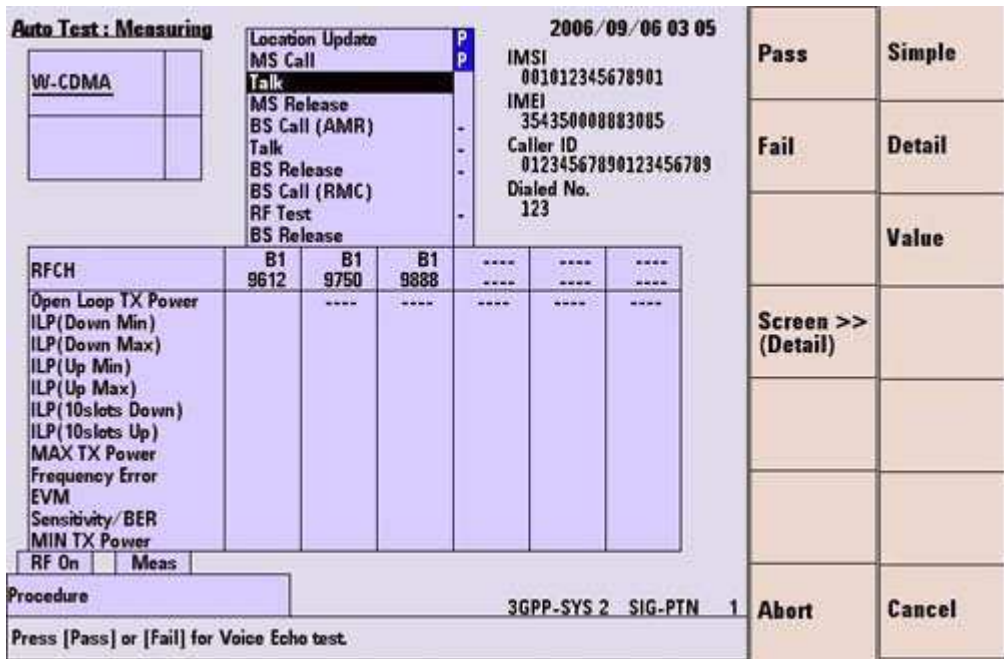 Auto Test : Measuring
2006/09/06 03 05
W-CDMA
Location Update P
MS Call P
Talk
MS Release
BS Call (AMR) -
Talk -
BS Release -
BS Call (RMC)
RF Test -
BS Release
IMSI
001012345678901
IMEI
354350008883085
Caller ID
01234567890123456789
Dialed No.
123
RFCH B1 B1 B1 ---- ---- ----
9612 9750 9888 ---- ---- ----
Open Loop TX Power ---- ---- ---- ---- ----
ILP(Down Min)
ILP(Down Max)
ILP(Up Min)
ILP(Up Max)
ILP(10slots Down)
ILP(10slots Up)
MAX TX Power
Frequency Error
EVM
Sensitivity/BER
MIN TX Power
RF On Meas
Procedure
3GPP-SYS 2 SIG-PTN 1
Press [Pass] or [Fail] for Voice Echo test.
Pass Simple
Fail Detail
Value
Screen >>
(Detail)
Abort Cancel